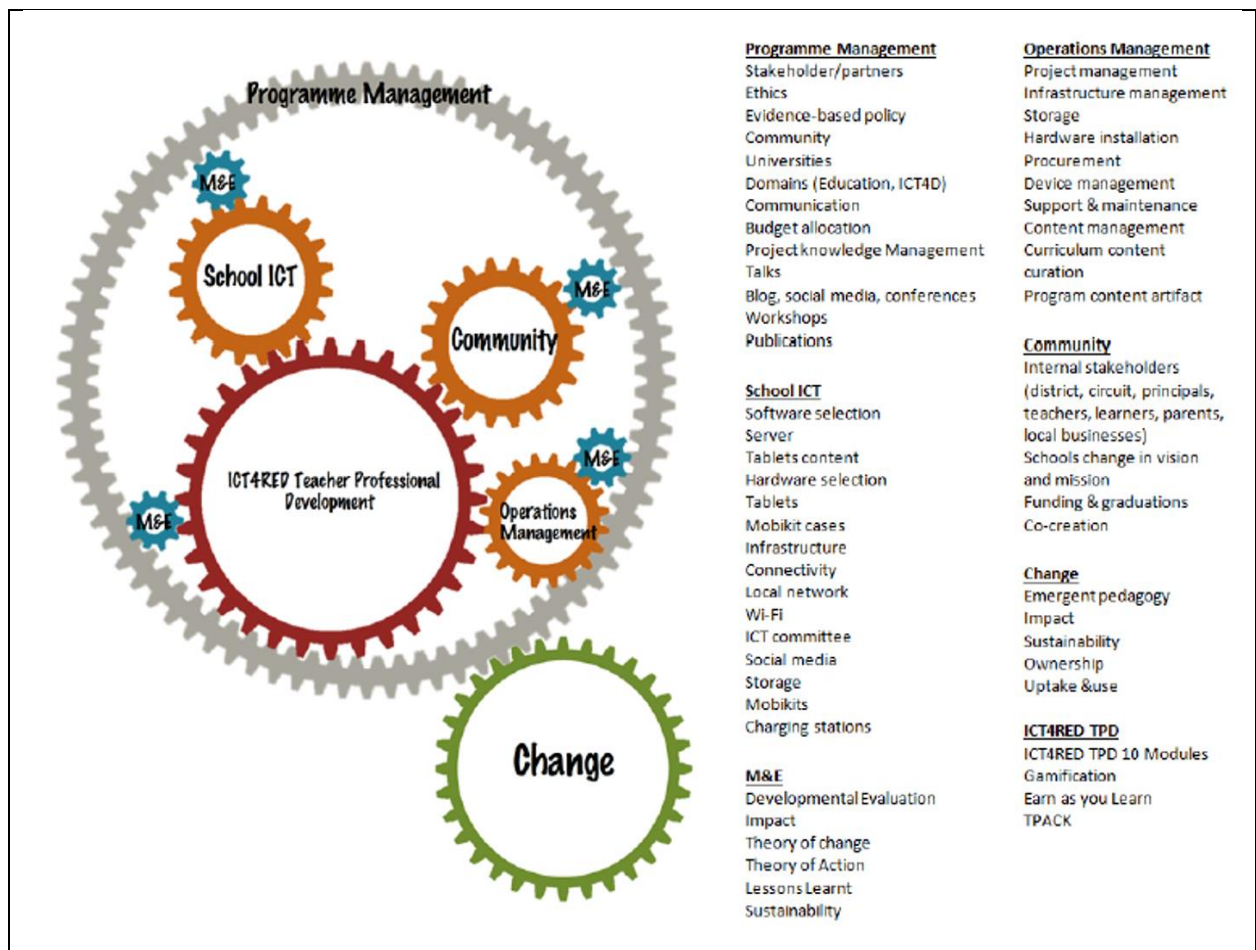 Programme Management
M&E
School ICT
M&E
Community
ICT4RED Teacher Professional
Development
M&E
Operations
Management
M&E
Change
Programme Management
Stakeholder/partners
Ethics
Evidence-based policy
Community
Universities
Domains (Education, ICT4D)
Communication
Budget allocation
Project knowledge Management
Talks
Blog, social media, conferences
Workshops
Publications
School ICT
Software selection
Server
Tablets content
Hardware selection
Tablets
Mobikit cases
Infrastructure
Connectivity
Local network
Wi-Fi
ICT committee
Social media
Storage
Mobikits
Charging stations
M&E
Developmental Evaluation
Impact
Theory of change
Theory of Action
Lessons Learnt
Sustainability
Operations Management
Project management
Infrastructure management
Storage
Hardware installation
Procurement
Device management
Support & maintenance
Content management
Curriculum content
curation
Program content artifact
Community
Internal stakeholders
(district, circuit, principals,
teachers, learners, parents,
local businesses)
Schools change in vision
and mission
Funding & graduations
Co-creation
Change
Emergent pedagogy
Impact
Sustainability
Ownership
Uptake &use
ICT4RED TPD
ICT4RED TPD 10 Modules
Gamification
Earn as you Learn
TPACK